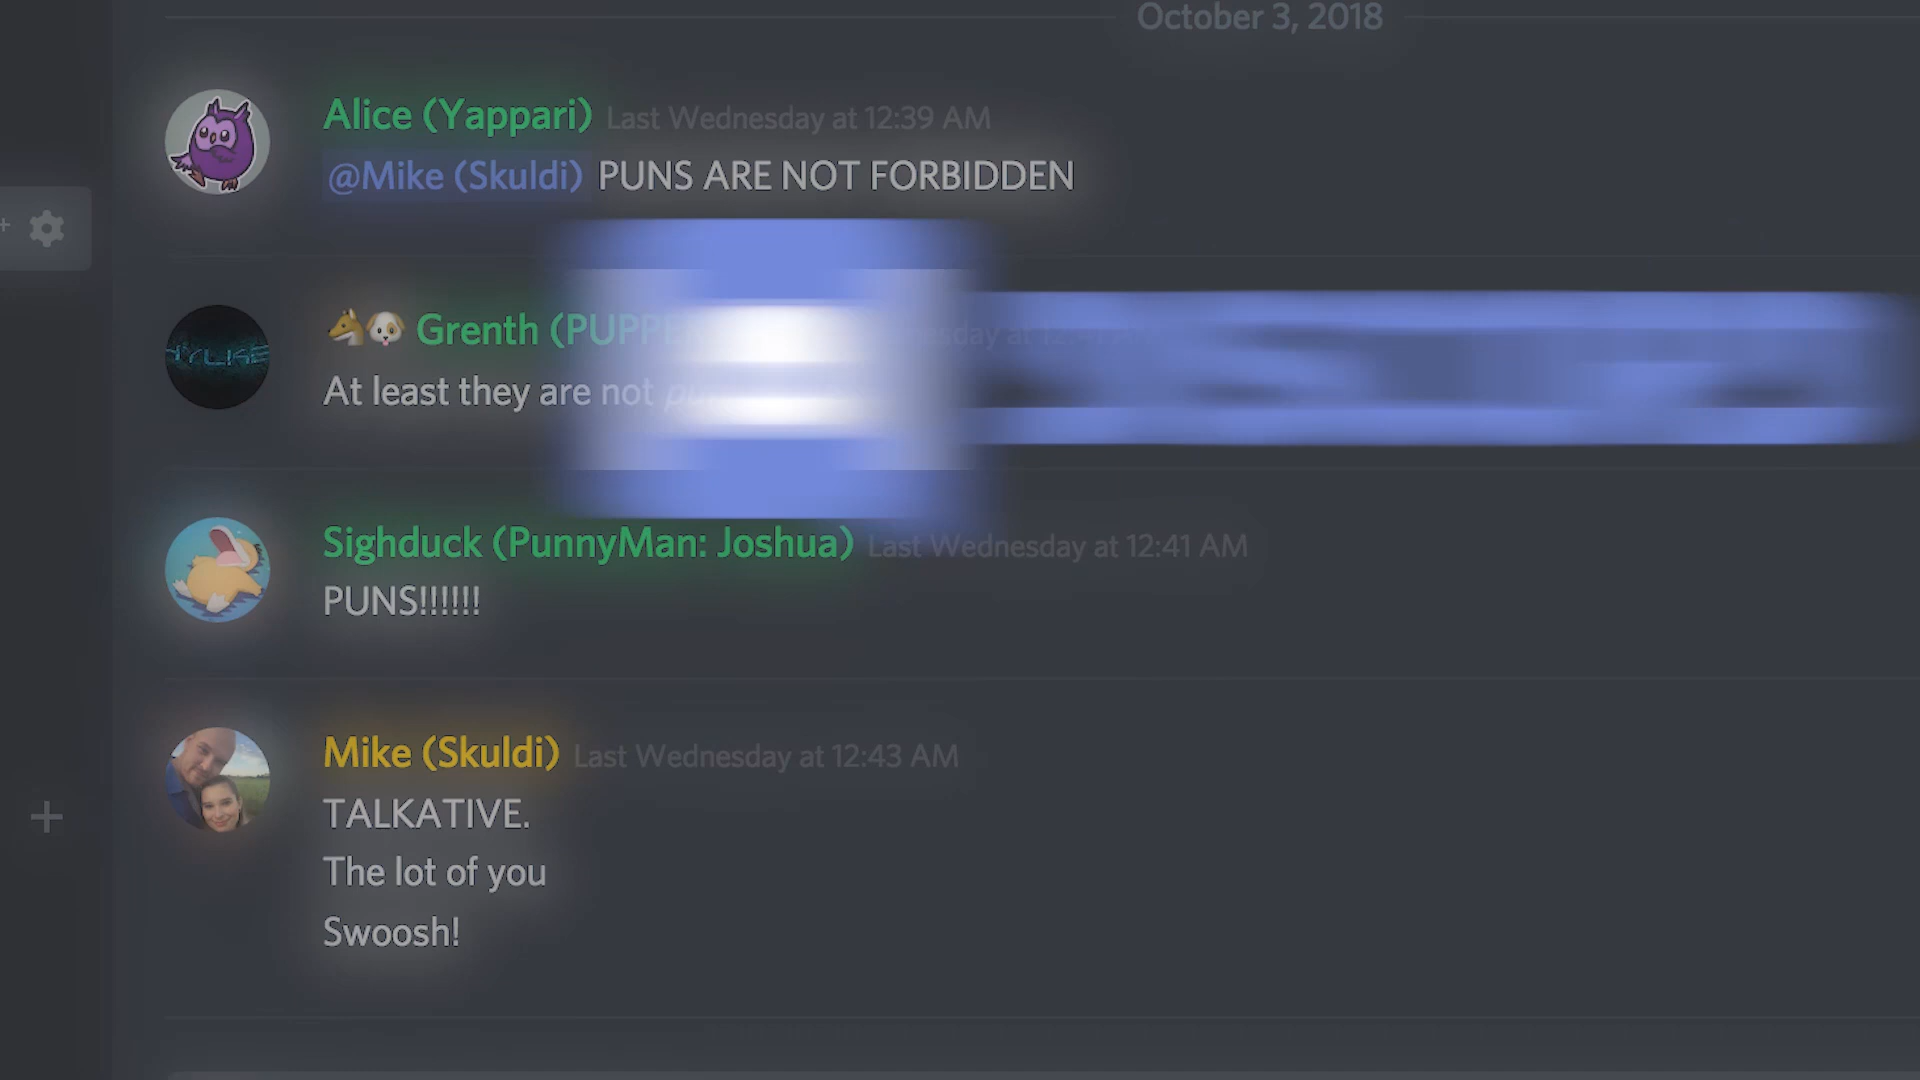 October 3, 2018
Alice (Yappari) Last Wednesday at 12:39 AM
@Mike (Skuldi) PUNS ARE NOT FORBIDDEN
Grenth at
At least they are not
Sighduck (PunnyMan: Joshua) Last Wednesday at 12:41 AM
PUNS!!!!!!
Mike (Skuldi) Last Wednesday at 12:43 AM
TALKATIVE.
The lot of you
Swoosh!